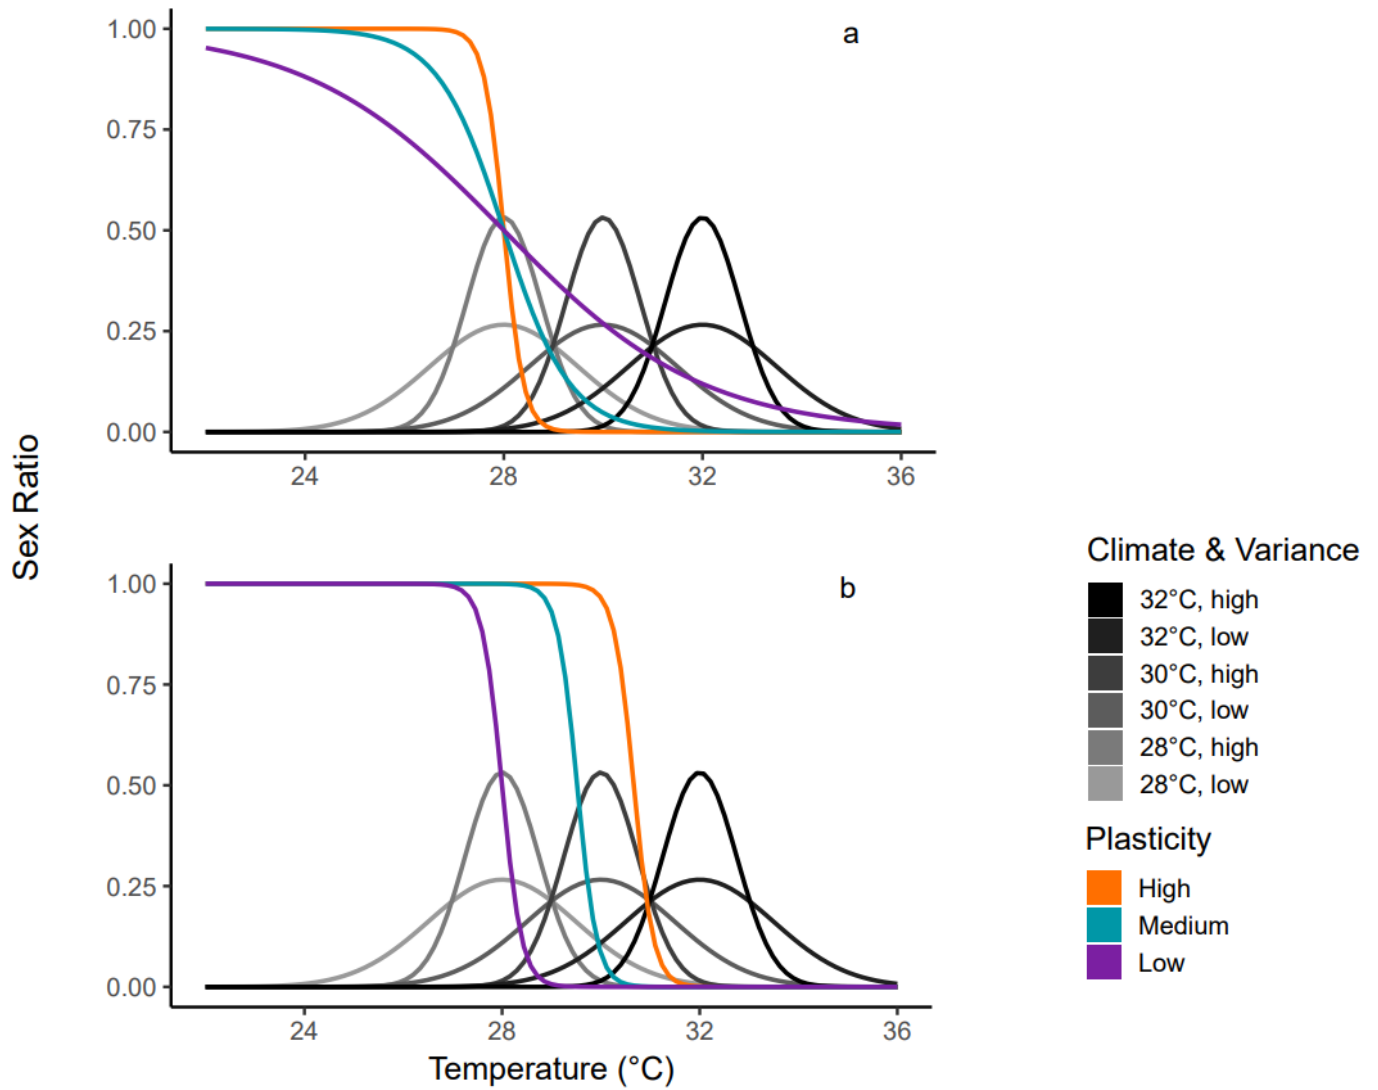 a
1.00
0.75
0.50
0.25
0.00
24 28 32 36
Sex Ratio
b
1.00
0.75
0.50
0.25
0.00
24 28 32 36
Temperature (°C)
Climate & Variance
32°C, high
32°C, low
30°C, high
30°C, low
28°C, high
28°C, low
Plasticity
High
Medium
Low